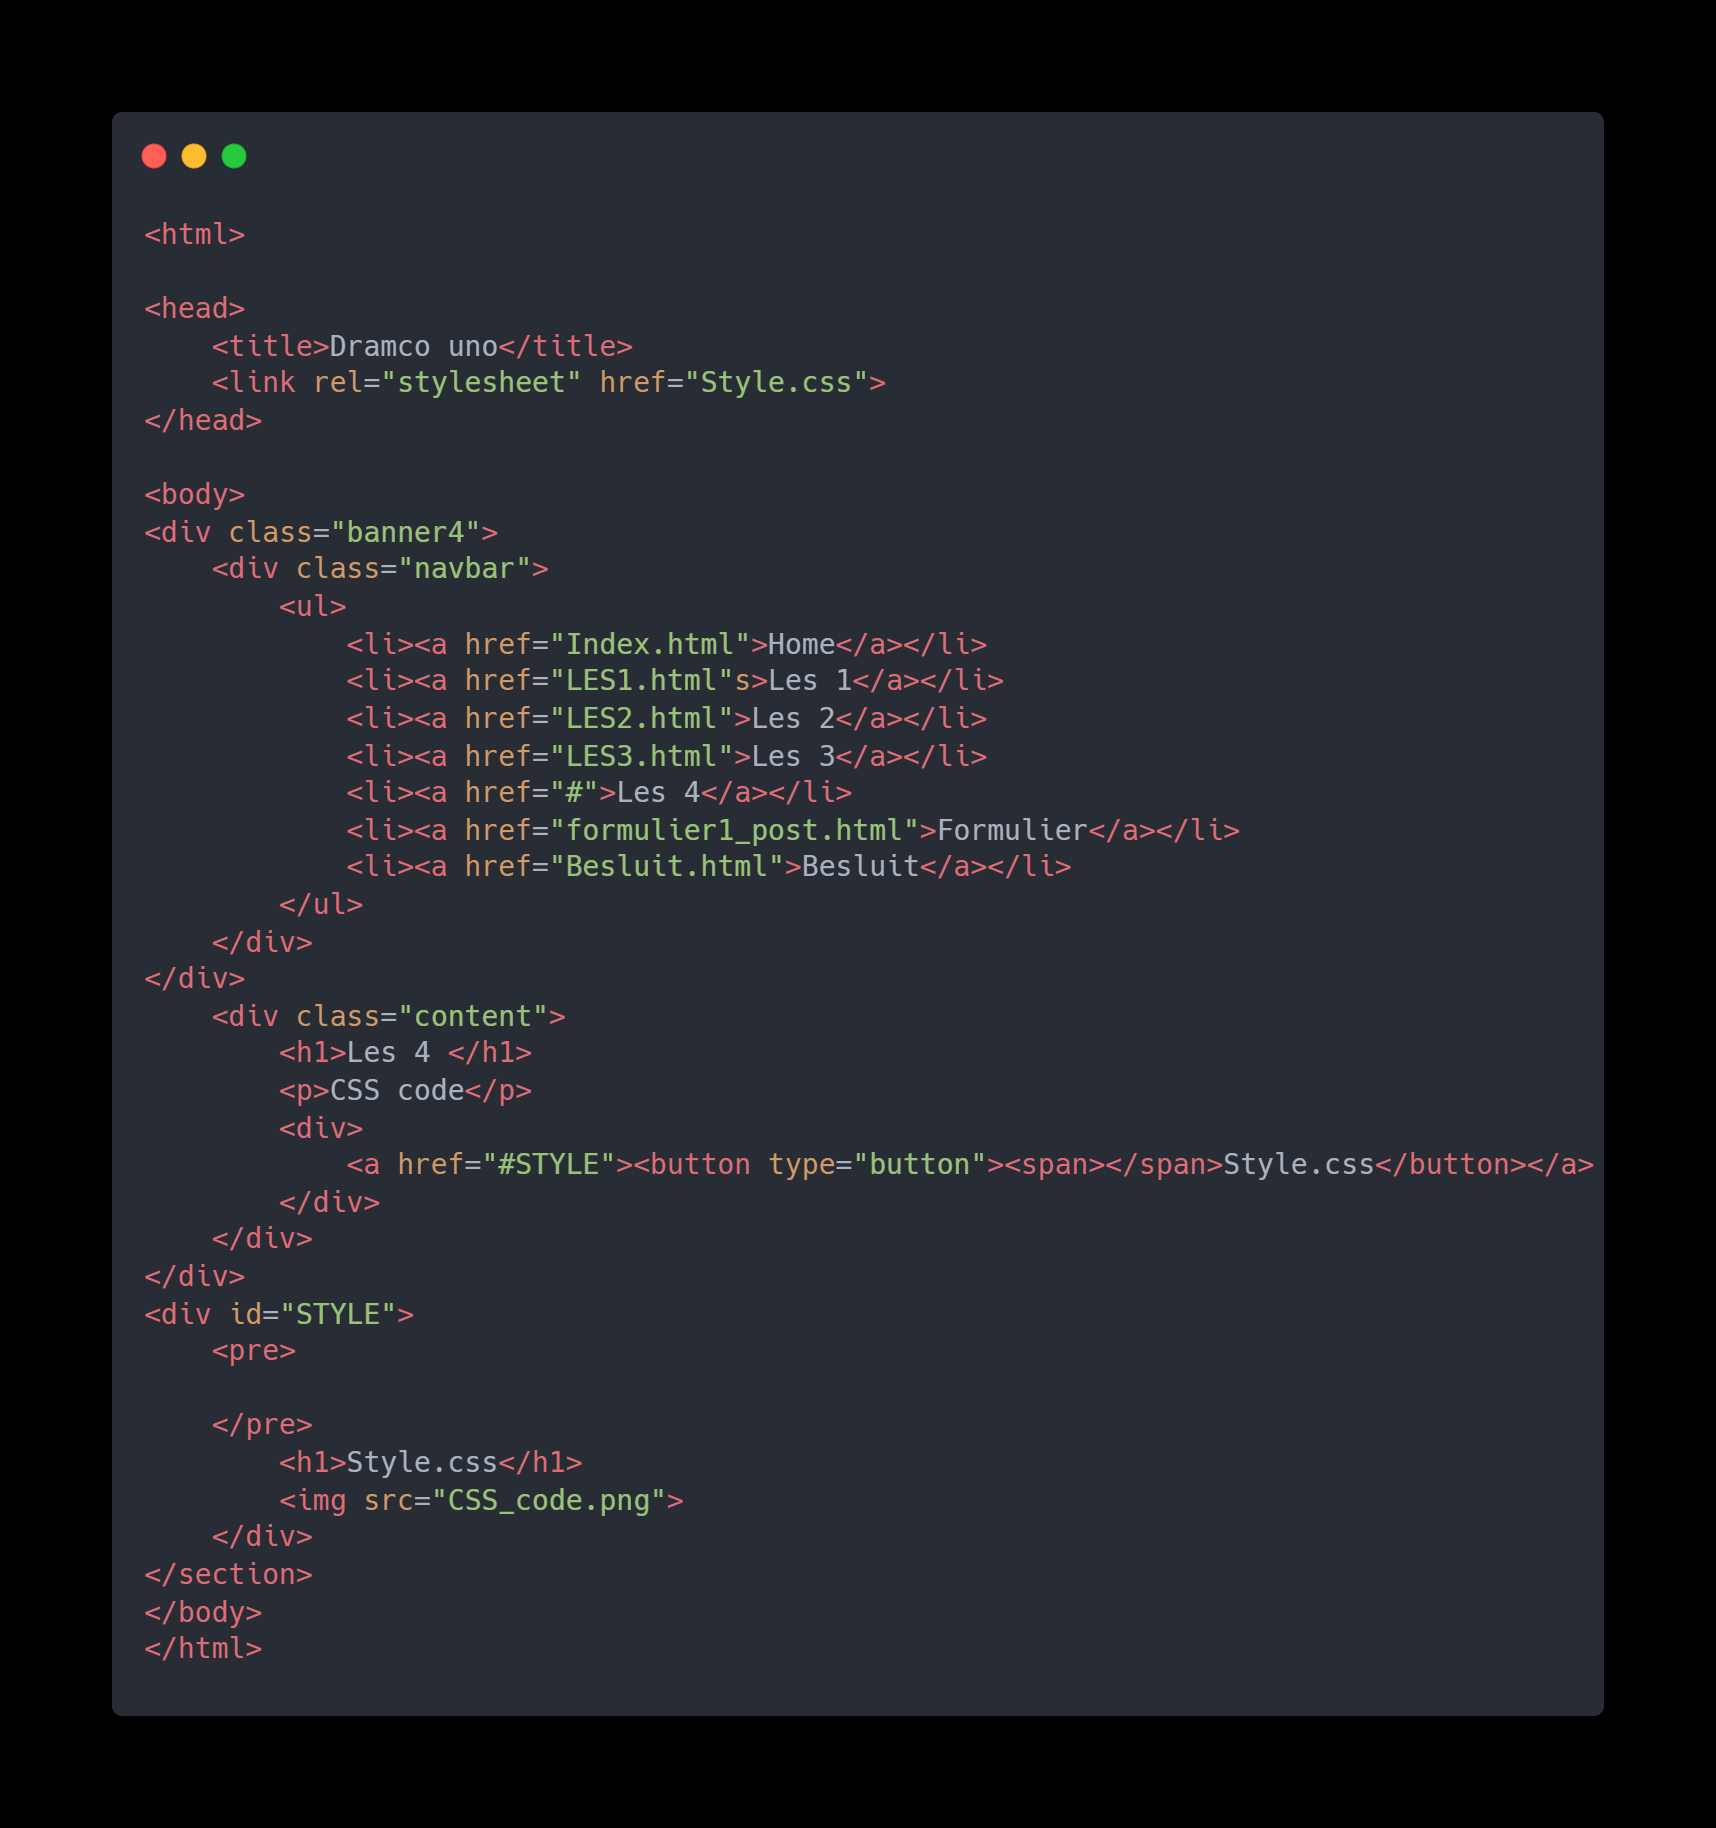 <html>

<head>
    <title>Dramco uno</title>
    <link rel="stylesheet" href="Style.css">
</head>

<body>
<div class="banner4">
    <div class="navbar">
        <ul>
            <li><a href="Index.html">Home</a></li>
            <li><a href="LES1.html"s>Les 1</a></li>
            <li><a href="LES2.html">Les 2</a></li>
            <li><a href="LES3.html">Les 3</a></li>
            <li><a href="#">Les 4</a></li>
            <li><a href="formulier1_post.html">Formulier</a></li>
            <li><a href="Besluit.html">Besluit</a></li>
        </ul>
    </div>
</div>
    <div class="content">
        <h1>Les 4 </h1>
        <p>CSS code</p>
        <div>
            <a href="#STYLE"><button type="button"><span></span>Style.css</button></a>
        </div>
    </div>
</div>
<div id="STYLE">
    <pre>

    </pre>
        <h1>Style.css</h1>
        <img src="CSS_code.png">
    </div>
</section>
</body>
</html>